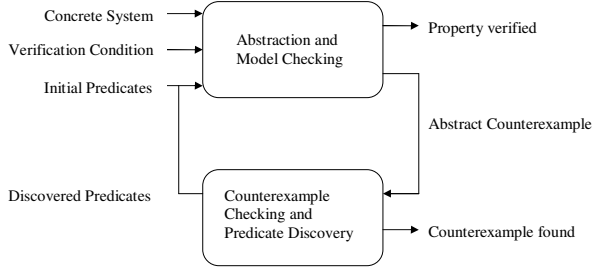 Concrete System
Verification Condition
Initial Predicates
Abstraction and
Model Checking
Property verified
Abstract Counterexample
Discovered Predicates
Counterexample
Checking and
Predicate Discovery
Counterexample found